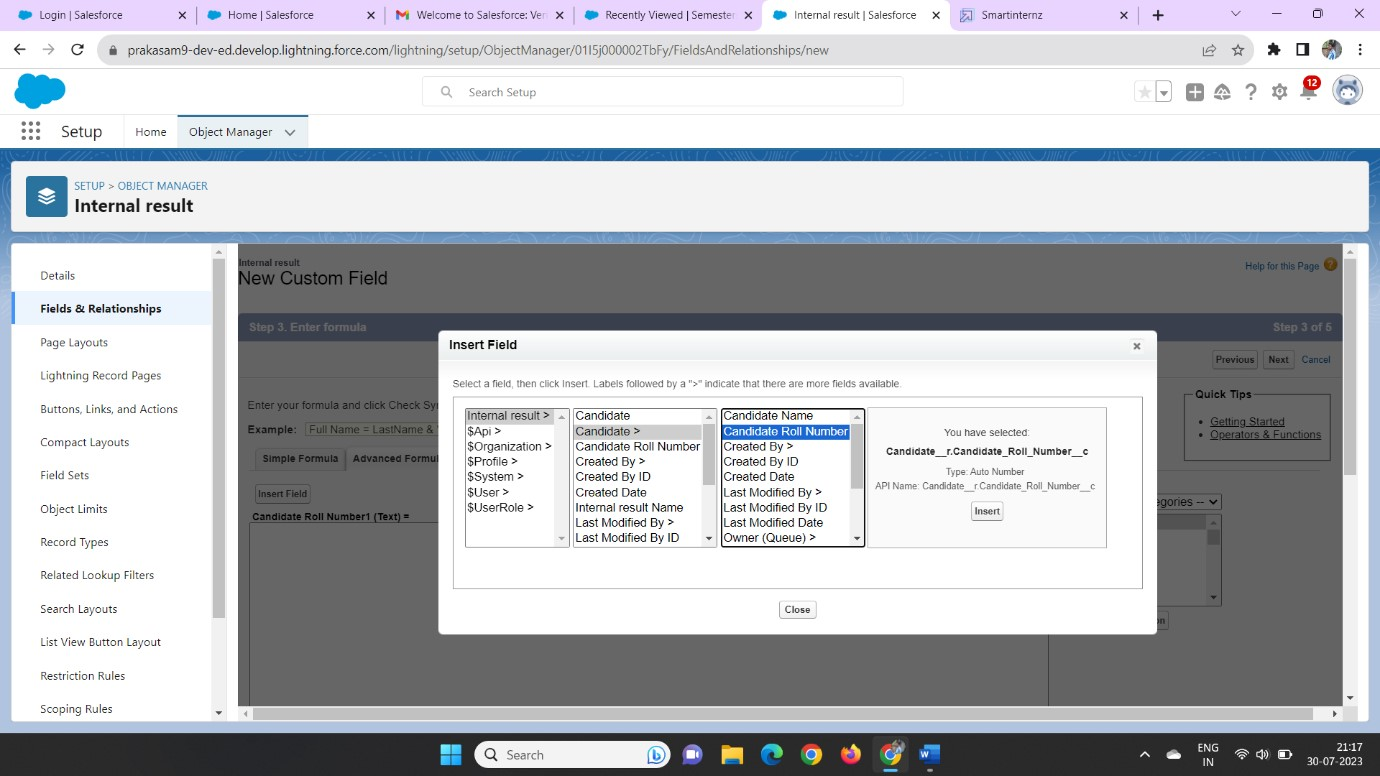 Login | Salesforce
Home | Salesforce
Welcome to Salesforce: Ver
Recently Viewed | Semester
Internal result | Salesforce
Smartinternz
prakasam9-dev-ed.develop.lightning.force.com/lightning/setup/ObjectManager/01I5j000002TbFy/FieldsAndRelationships/new
Search Setup
12
Setup
Home
Object Manager
SETUP > OBJECT MANAGER
Internal result
Details
Fields & Relationships
Page Layouts
Lightning Record Pages
Buttons, Links, and Actions
Compact Layouts
Field Sets
Object Limits
Record Types
Related Lookup Filters
Search Layouts
List View Button Layout
Restriction Rules
Scoping Rules
Internal result
New Custom Field
Help for this Page
Step 3. Enter formula
Step 3 of 5
Previous Next Cancel
Enter your formula and click Check Sy
Example: Full Name = LastName &
Simple Formula
Advanced Formu
Insert Field
Candidate Roll Number1 (Text) =
Quick Tips
Getting Started
Operators & Functions
egories --
on
Insert Field
Select a field, then click Insert. Labels followed by a ">" indicate that there are more fields available.
Internal result >
$Api >
$Organization >
$Profile >
$System >
$User >
$UserRole >
Candidate
Candidate >
Candidate Roll Number
Created By >
Created By ID
Created Date
Internal result Name
Last Modified By >
Last Modified By ID
Candidate Name
Candidate Roll Number
Created By >
Created By ID
Created Date
Last Modified By >
Last Modified By ID
Last Modified Date
Owner (Queue) >
You have selected:
Candidate__r.Candidate_Roll_Number__c
Type: Auto Number
API Name: Candidate__r.Candidate_Roll_Number__c
Insert
Close
Search
ENG
IN
21:17
30-07-2023